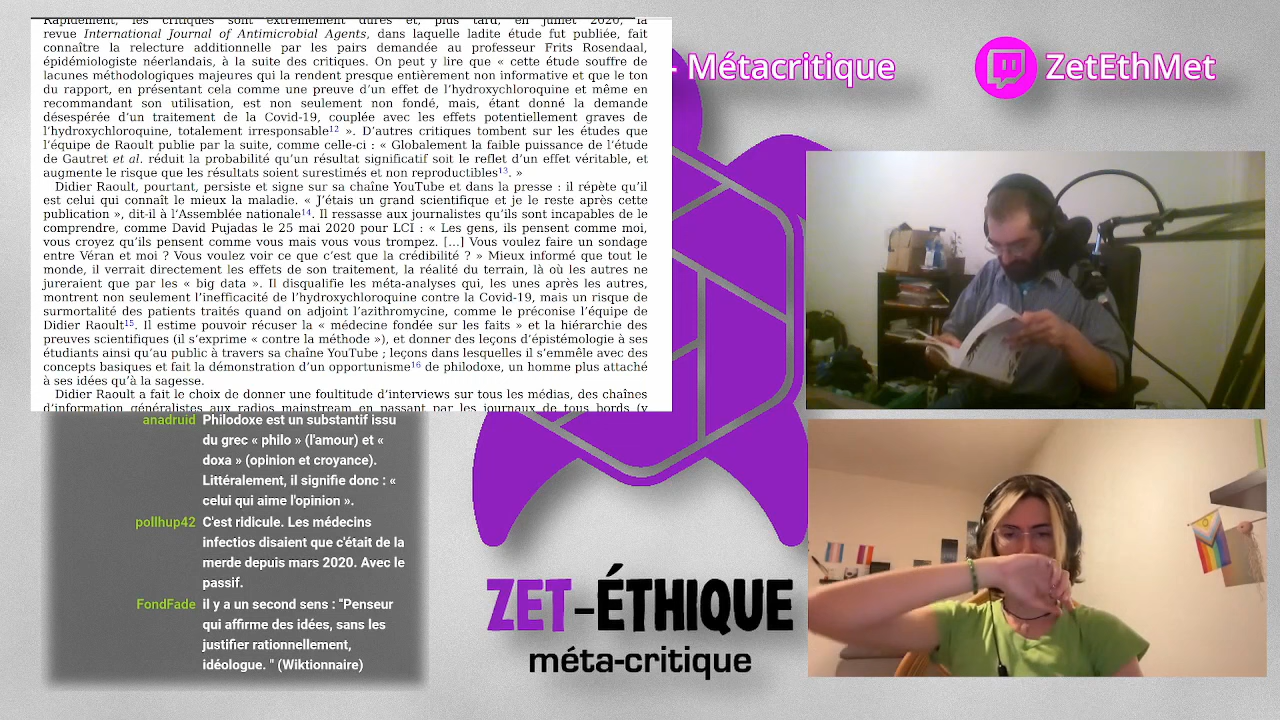 Rapidement, les critiques sont extrêmement dures et, plus tard, en juillet 2020, la
revue International Journal of Antimicrobial Agents, dans laquelle ladite étude fut publiée, fait
connaître la relecture additionnelle par les pairs demandée au professeur Frits Rosendaal,
épidémiologiste néerlandais, à la suite des critiques. On peut y lire que « cette étude souffre de
lacunes méthodologiques majeures qui la rendent presque entièrement non informative et que le ton
du rapport, en présentant cela comme une preuve d’un effet de l’hydroxychloroquine et même en
recommandant son utilisation, est non seulement non fondé, mais, étant donné la demande
désespérée d’un traitement de la Covid-19, couplée avec les effets potentiellement graves de
l’hydroxychloroquine, totalement irresponsable12 ». D’autres critiques tombent sur les études que
l’équipe de Raoult publie par la suite, comme celle-ci : « Globalement la faible puissance de l’étude
de Gautret et al. réduit la probabilité qu’un résultat significatif soit le reflet d’un effet véritable, et
augmente le risque que les résultats soient surestimés et non reproductibles13. »
Didier Raoult, pourtant, persiste et signe sur sa chaîne YouTube et dans la presse : il répète qu’il
est celui qui connaît le mieux la maladie. « J’étais un grand scientifique et je le reste après cette
publication », dit-il à l’Assemblée nationale14. Il ressasse aux journalistes qu’ils sont incapables de le
comprendre, comme David Pujadas le 25 mai 2020 pour LCI : « Les gens, ils pensent comme moi,
vous croyez qu’ils pensent comme vous mais vous vous trompez. […] Vous voulez faire un sondage
entre Véran et moi ? Vous voulez voir ce que c’est que la crédibilité ? » Mieux informé que tout le
monde, il verrait directement les effets de son traitement, la réalité du terrain, là où les autres ne
jureraient que par les « big data ». Il disqualifie les méta-analyses qui, les unes après les autres,
montrent non seulement l’inefficacité de l’hydroxychloroquine contre la Covid-19, mais un risque de
surmortalité des patients traités quand on adjoint l’azithromycine, comme le préconise l’équipe de
Didier Raoult15. Il estime pouvoir récuser la « médecine fondée sur les faits » et la hiérarchie des
preuves scientifiques (il s’exprime « contre la méthode »), et donner des leçons d’épistémologie à ses
étudiants ainsi qu’au public à travers sa chaîne YouTube ; leçons dans lesquelles il s’emmêle avec des
concepts basiques et fait la démonstration d’un opportunisme16 de philodoxe, un homme plus attaché
à ses idées qu’à la sagesse.
Didier Raoult a fait le choix de donner une foultitude d’interviews sur tous les médias, des chaînes
d’information généralistes aux radios mainstream en passant par les journaux de tous bords (y
- Métacritique
ZetEthMet
anadruid Philodoxe est un substantif issu
du grec « philo » (l'amour) et «
doxa » (opinion et croyance).
Littéralement, il signifie donc : «
celui qui aime l'opinion ».
pollhup42 C'est ridicule. Les médecins
infectios disaient que c'était de la
merde depuis mars 2020. Avec le
passif.
FondFade il y a un second sens : "Penseur
qui affirme des idées, sans les
justifier rationnellement,
idéologue. " (Wiktionnaire)
ZET-ÉTHIQUE
méta-critique